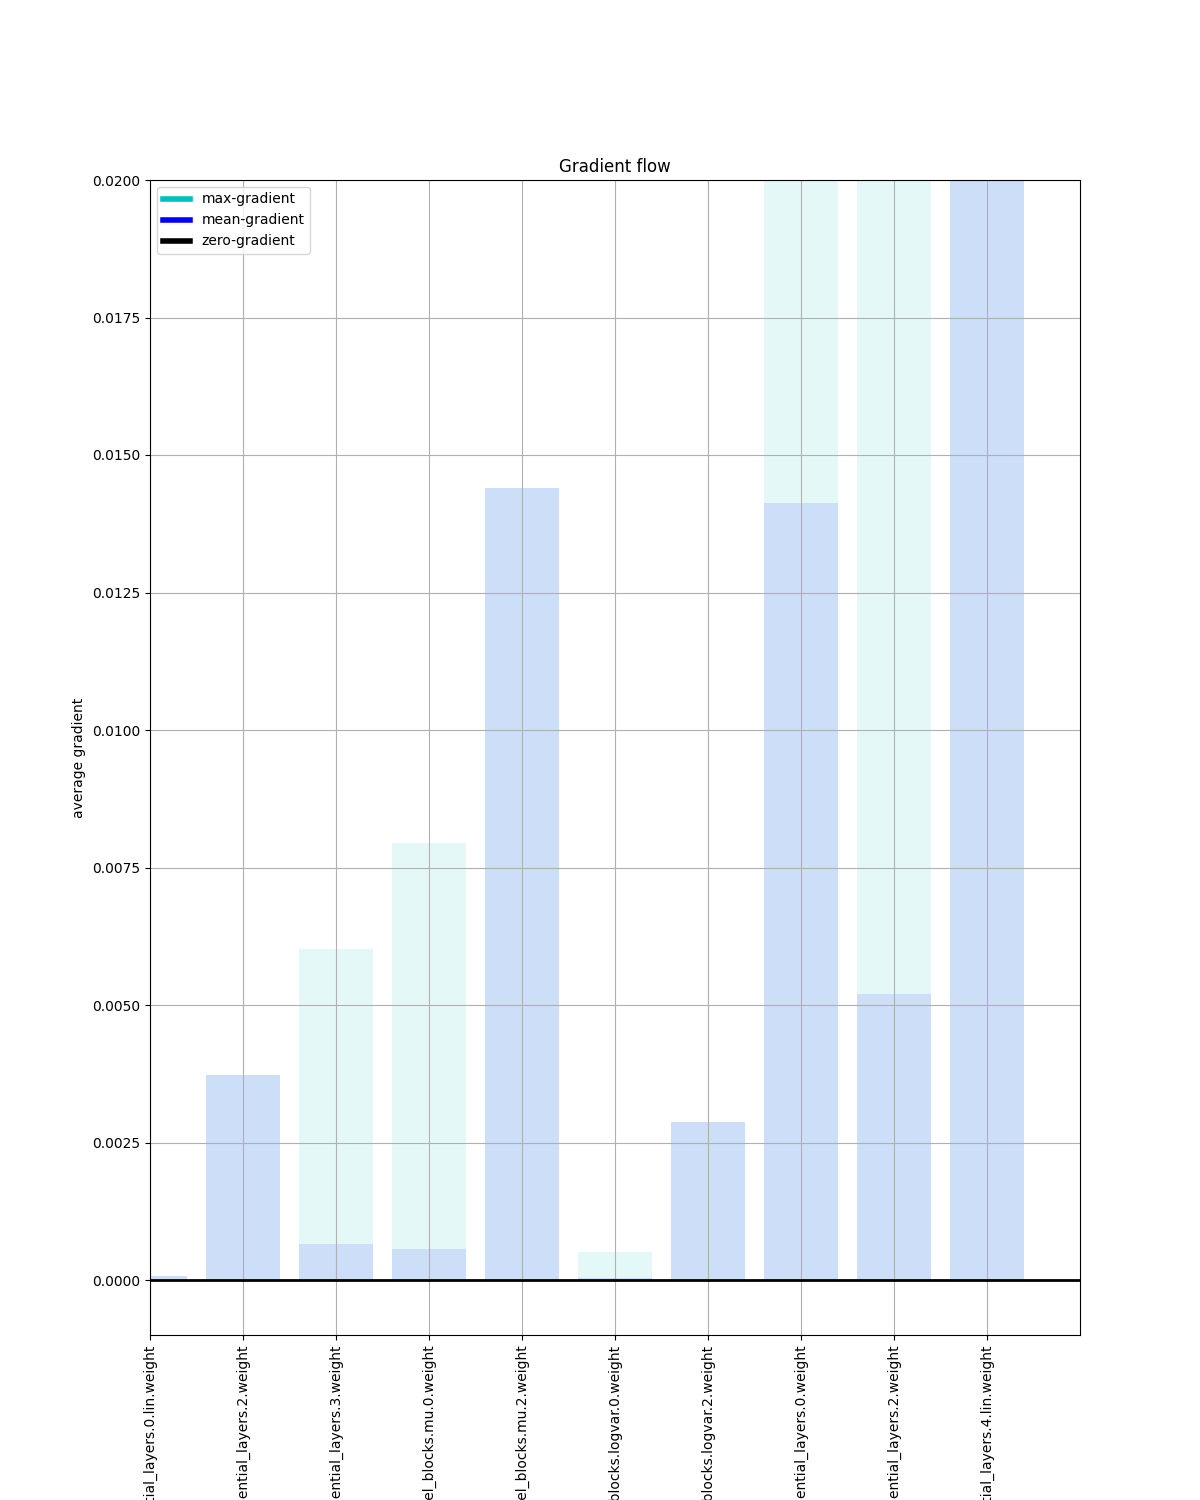 Gradient flow
max-gradient
mean-gradient
zero-gradient
0.0200
0.0175
0.0150
0.0125
0.0100
0.0075
0.0050
0.0025
0.0000
average gradient
tial_layers.0.lin.weight
ential_layers.2.weight
ential_layers.3.weight
el_blocks.mu.0.weight
el_blocks.mu.2.weight
blocks.logvar.0.weight
blocks.logvar.2.weight
ential_layers.0.weight
ential_layers.2.weight
tial_layers.4.lin.weight